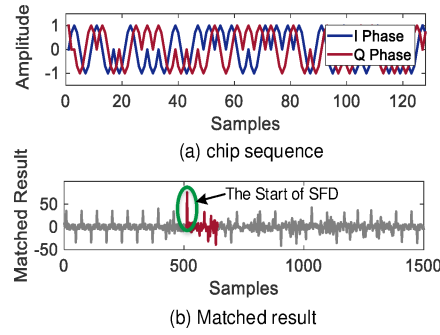 Amplitude
1
0
-1
I Phase
Q Phase
0 20 40 60 80 100 120
Samples
(a) chip sequence
Matched Result
50
0
-50
The Start of SFD
0 500 1000 1500
Samples
(b) Matched result